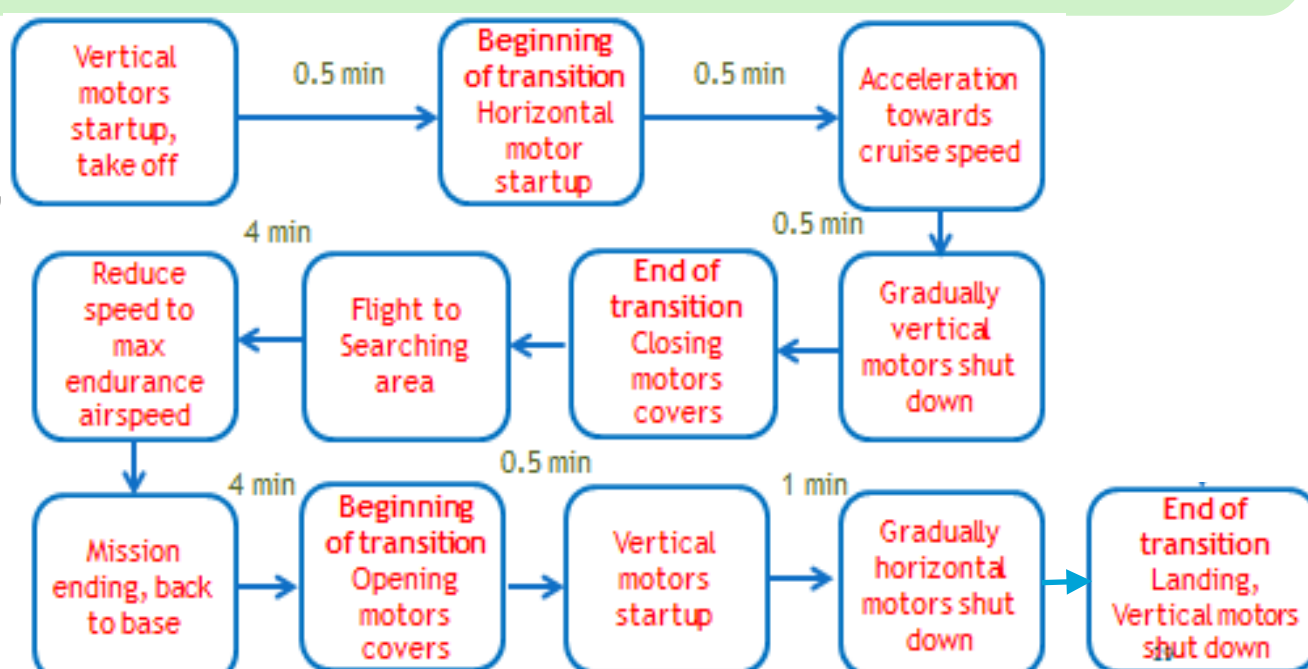 Vertical
motors
startup,
take off
0.5 min
Beginning
of transition
Horizontal
motor
startup
0.5 min
Acceleration
towards
cruise speed
0.5 min
Gradually
vertical
motors shut
down
End of
transition
Closing
motors
covers
4 min
Flight to
Searching
area
Reduce
speed to
max
endurance
airspeed
Mission
ending, back
to base
4 min
Beginning
of transition
Opening
motors
covers
0.5 min
Vertical
motors
startup
1 min
Gradually
horizontal
motors shut
down
End of
transition
Landing,
Vertical motors
shut down